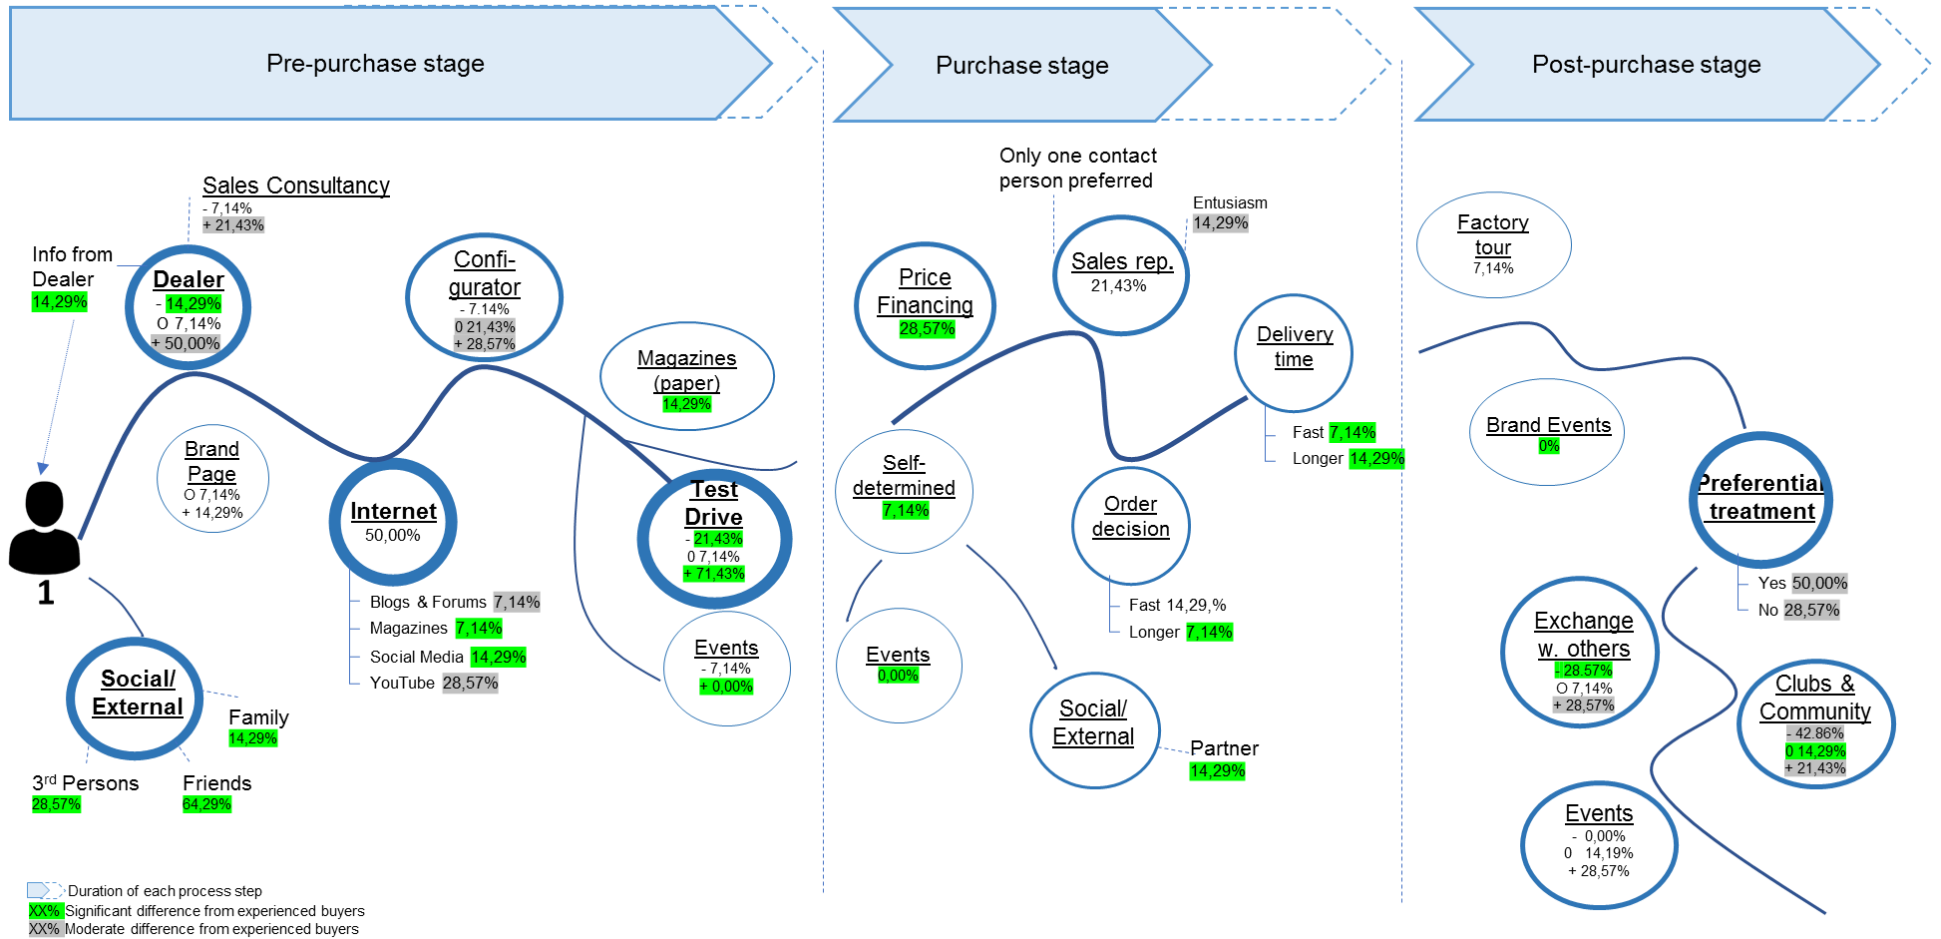 Pre-purchase stage
Purchase stage
Post-purchase stage
Sales Consultancy
- 7,14%
+ 21,43%
Info from
Dealer
14,29%
Dealer
- 14,29%
O 7,14%
+ 50,00%
Brand
Page
O 7,14%
+ 14,29%
1
Social/
External
Family
14,29%
3rd Persons
28,57%
Friends
64,29%
Internet
50,00%
Blogs & Forums 7,14%
Magazines 7,14%
Social Media 14,29%
YouTube 28,57%
Confi-
gurator
- 7.14%
0 21,43%
+ 28,57%
Magazines
(paper)
14,29%
Test
Drive
- 21,43%
0 7,14%
+ 71,43%
Events
- 7,14%
+ 0,00%
Only one contact
person preferred
Price
Financing
28,57%
Sales rep.
21,43%
Entusiasm
14,29%
Delivery
time
Fast 7,14%
Longer 14,29%
Self-
determined
7,14%
Order
decision
Fast 14,29,%
Longer 7,14%
Events
0,00%
Social/
External
Partner
14,29%
Factory
tour
7,14%
Brand Events
0%
Preferential
treatment
Yes 50,00%
No 28,57%
Exchange
w. others
- 28.57%
O 7,14%
+ 28,57%
Clubs &
Community
- 42.86%
0 14,29%
+ 21,43%
Events
- 0,00%
0 14,19%
+ 28,57%
Duration of each process step
XX% Significant difference from experienced buyers
XX% Moderate difference from experienced buyers